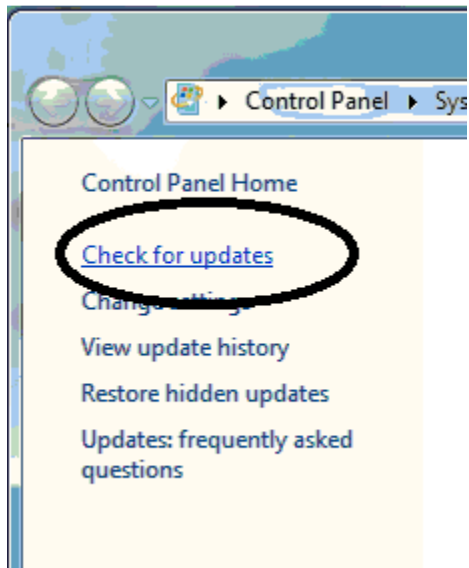 Control Panel ▸ Sys
Control Panel Home
Check for updates
Change settings
View update history
Restore hidden updates
Updates: frequently asked
questions